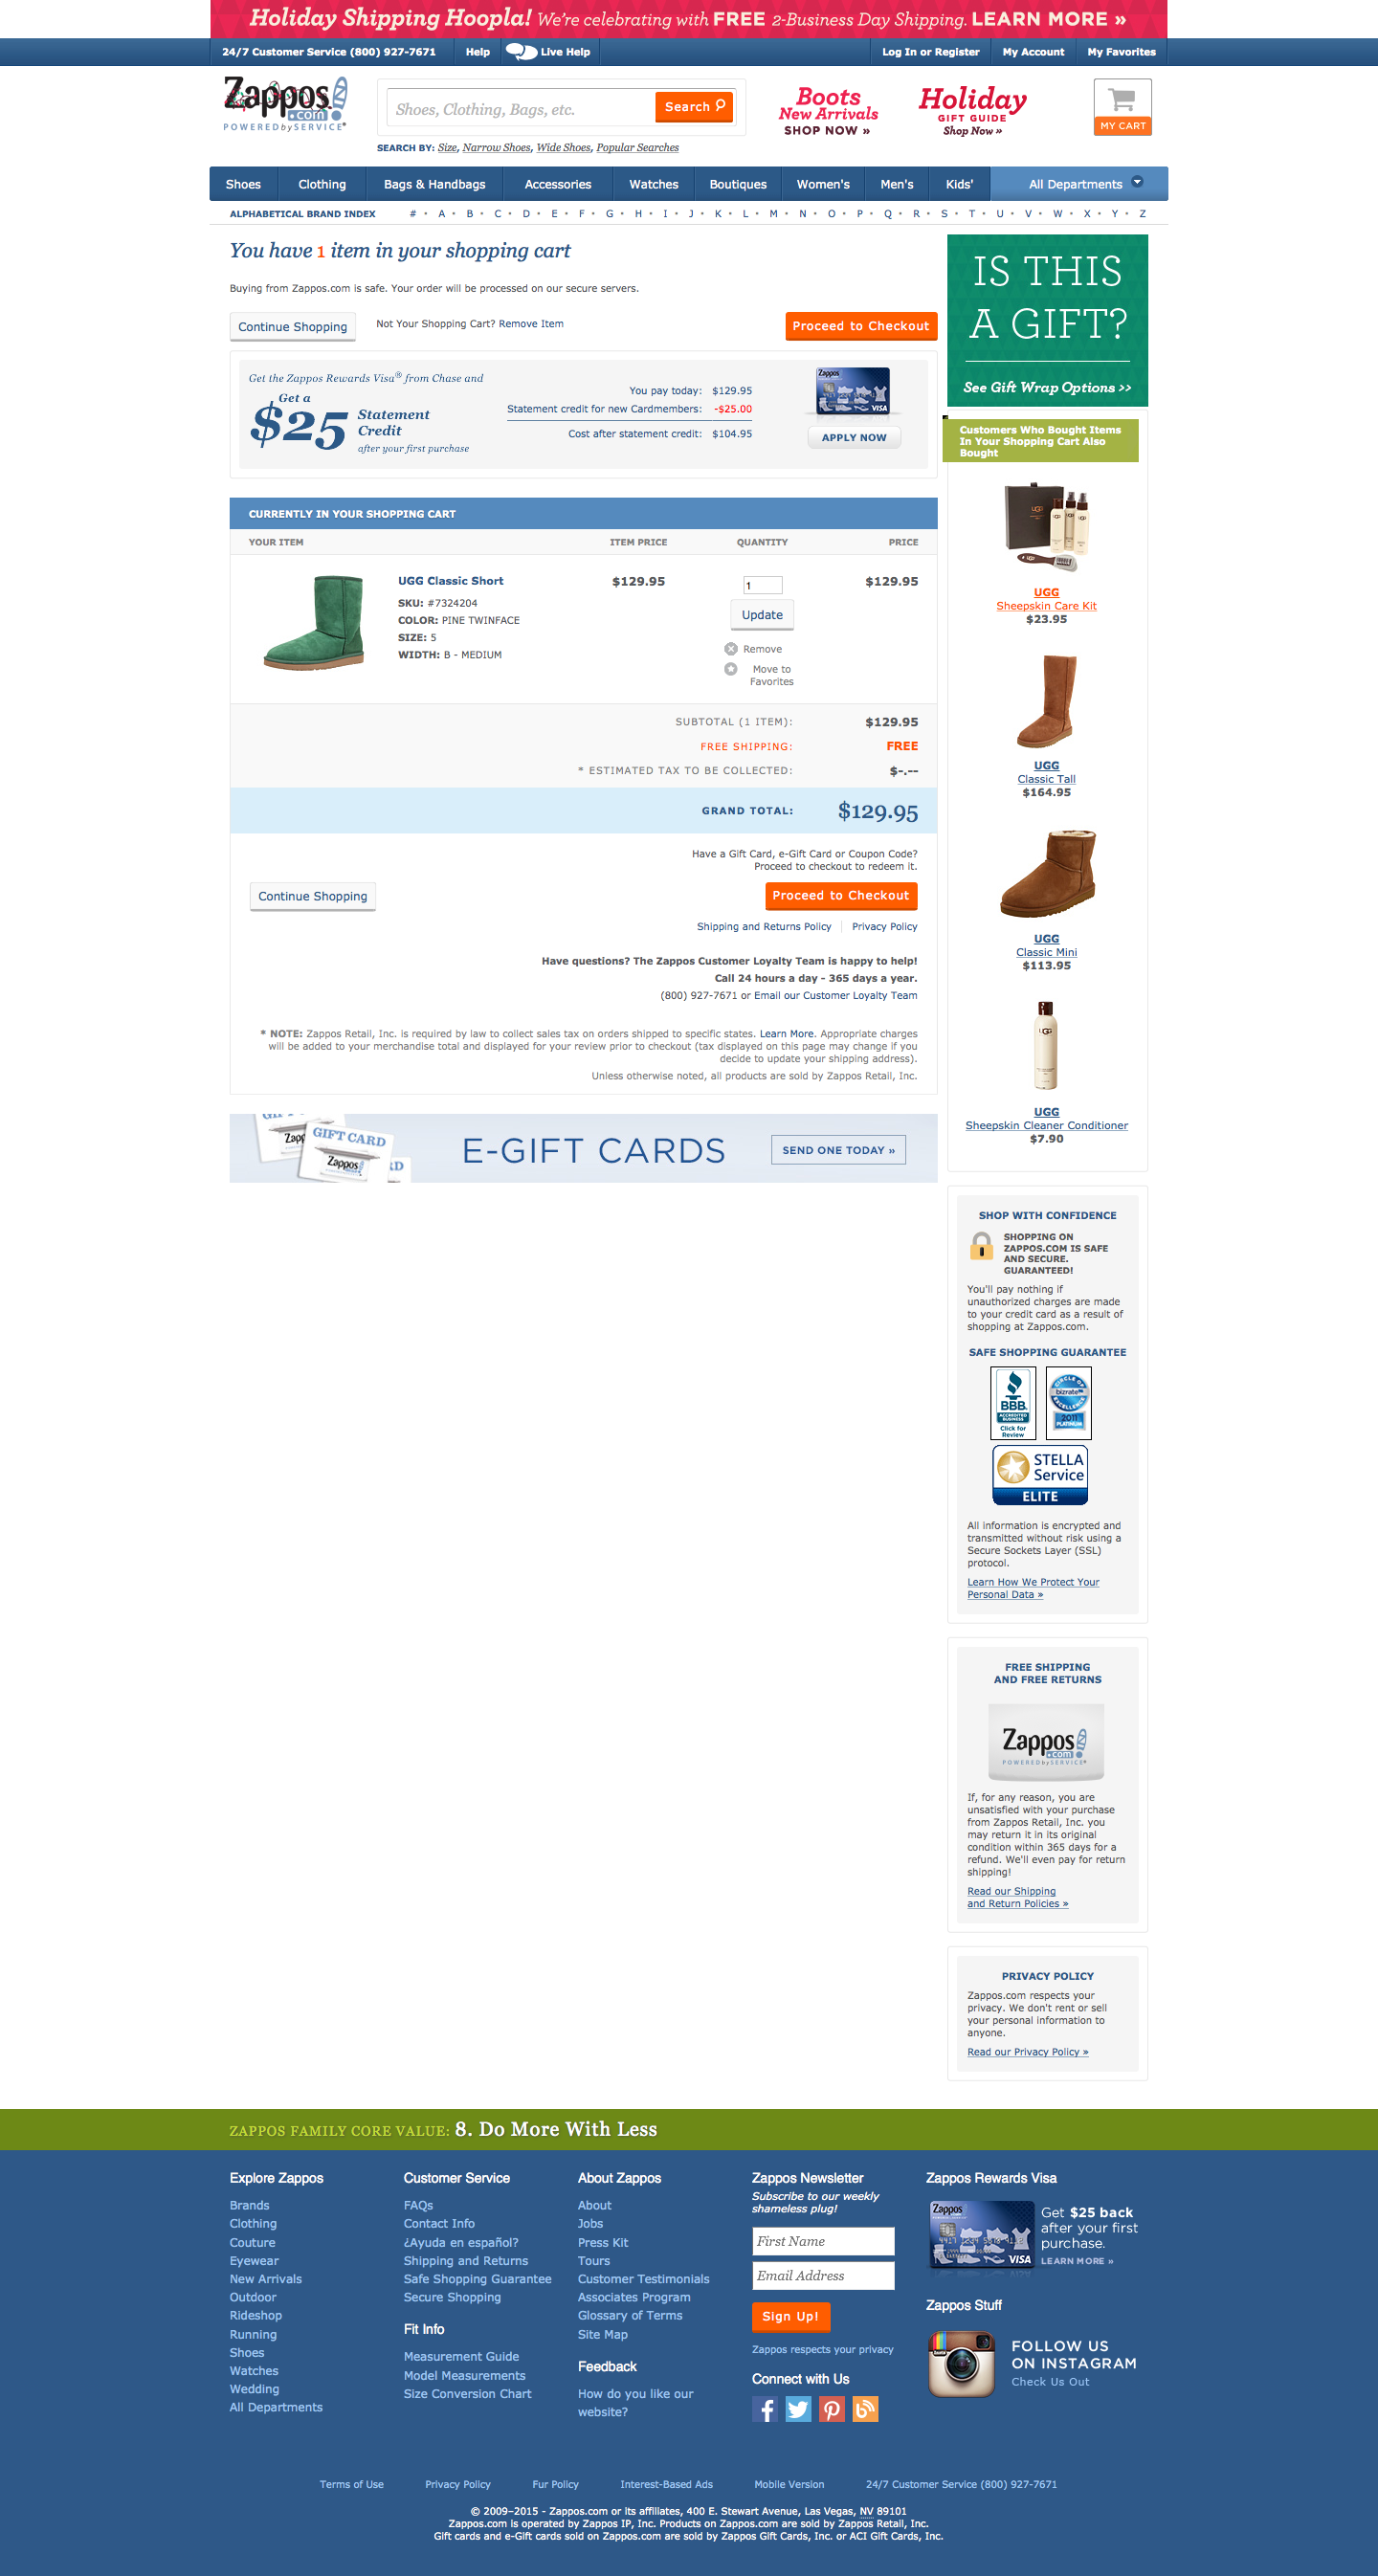 Holiday Shipping Hoopla! We're celebrating with FREE 2-Business Day Shipping. LEARN MORE »
24/7 Customer Service (800) 927-7671 Help Live Help Log In or Register My Account My Favorites
Zappos.com
POWERED by SERVICE®
Shoes, Clothing, Bags, etc. Search
Boots
New Arrivals
SHOP NOW »
Holiday
GIFT GUIDE
Shop Now »
MY CART
SEARCH BY: Size, Narrow Shoes, Wide Shoes, Popular Searches
Shoes Clothing Bags & Handbags Accessories Watches Boutiques Women's Men's Kids' All Departments
ALPHABETICAL BRAND INDEX # • A • B • C • D • E • F • G • H • I • J • K • L • M • N • O • P • Q • R • S • T • U • V • W • X • Y • Z
You have 1 item in your shopping cart
Buying from Zappos.com is safe. Your order will be processed on our secure servers.
Continue Shopping Not Your Shopping Cart? Remove Item Proceed to Checkout
Get the Zappos Rewards Visa® from Chase and
Get a
$25 Statement
Credit
after your first purchase
You pay today: $129.95
Statement credit for new Cardmembers: -$25.00
Cost after statement credit: $104.95
Zappos
VISA
APPLY NOW
CURRENTLY IN YOUR SHOPPING CART
YOUR ITEM ITEM PRICE QUANTITY PRICE
UGG Classic Short $129.95 1 $129.95
SKU: #7324204
COLOR: PINE TWINFACE
SIZE: 5
WIDTH: B - MEDIUM
Update
Remove
Move to
Favorites
SUBTOTAL (1 ITEM): $129.95
FREE SHIPPING: FREE
* ESTIMATED TAX TO BE COLLECTED: $-.--
GRAND TOTAL: $129.95
Have a Gift Card, e-Gift Card or Coupon Code?
Proceed to checkout to redeem it.
Continue Shopping Proceed to Checkout
Shipping and Returns Policy Privacy Policy
Have questions? The Zappos Customer Loyalty Team is happy to help!
Call 24 hours a day - 365 days a year.
(800) 927-7671 or Email our Customer Loyalty Team
* NOTE: Zappos Retail, Inc. is required by law to collect sales tax on orders shipped to specific states. Learn More. Appropriate charges
will be added to your merchandise total and displayed for your review prior to checkout (tax displayed on this page may change if you
decide to update your shipping address).
Unless otherwise noted, all products are sold by Zappos Retail, Inc.
GIFT CARD
Zappos
E-GIFT CARDS
SEND ONE TODAY »
IS THIS
A GIFT?
See Gift Wrap Options >>
Customers Who Bought Items
In Your Shopping Cart Also
Bought
UGG
Sheepskin Care Kit
$23.95
UGG
Classic Tall
$164.95
UGG
Classic Mini
$113.95
UGG
UGG
Sheepskin Cleaner Conditioner
$7.90
SHOP WITH CONFIDENCE
SHOPPING ON
ZAPPOS.COM IS SAFE
AND SECURE.
GUARANTEED!
You'll pay nothing if
unauthorized charges are made
to your credit card as a result of
shopping at Zappos.com.
SAFE SHOPPING GUARANTEE
BBB
ACCREDITED
BUSINESS
Click for
Review
CIRCLE OF
bizrate
EXCELLENCE
2011
PLATINUM
STELLA
Service
ELITE
All information is encrypted and
transmitted without risk using a
Secure Sockets Layer (SSL)
protocol.
Learn How We Protect Your
Personal Data »
FREE SHIPPING
AND FREE RETURNS
Zappos.com
POWERED by SERVICE®
If, for any reason, you are
unsatisfied with your purchase
from Zappos Retail, Inc. you
may return it in its original
condition within 365 days for a
refund. We'll even pay for return
shipping!
Read our Shipping
and Return Policies »
PRIVACY POLICY
Zappos.com respects your
privacy. We don't rent or sell
your personal information to
anyone.
Read our Privacy Policy »
ZAPPOS FAMILY CORE VALUE: 8. Do More With Less
Explore Zappos
Brands
Clothing
Couture
Eyewear
New Arrivals
Outdoor
Rideshop
Running
Shoes
Watches
Wedding
All Departments
Customer Service
FAQs
Contact Info
¿Ayuda en español?
Shipping and Returns
Safe Shopping Guarantee
Secure Shopping
Fit Info
Measurement Guide
Model Measurements
Size Conversion Chart
About Zappos
About
Jobs
Press Kit
Tours
Customer Testimonials
Associates Program
Glossary of Terms
Site Map
Feedback
How do you like our
website?
Zappos Newsletter
Subscribe to our weekly
shameless plug!
First Name
Email Address
Sign Up!
Zappos respects your privacy
Connect with Us
Zappos Rewards Visa
Zappos
VISA
Get $25 back
after your first
purchase.
LEARN MORE »
Zappos Stuff
FOLLOW US
ON INSTAGRAM
Check Us Out
Terms of Use Privacy Policy Fur Policy Interest-Based Ads Mobile Version 24/7 Customer Service (800) 927-7671
© 2009–2015 - Zappos.com or its affiliates, 400 E. Stewart Avenue, Las Vegas, NV 89101
Zappos.com is operated by Zappos IP, Inc. Products on Zappos.com are sold by Zappos Retail, Inc.
Gift cards and e-Gift cards sold on Zappos.com are sold by Zappos Gift Cards, Inc. or ACI Gift Cards, Inc.